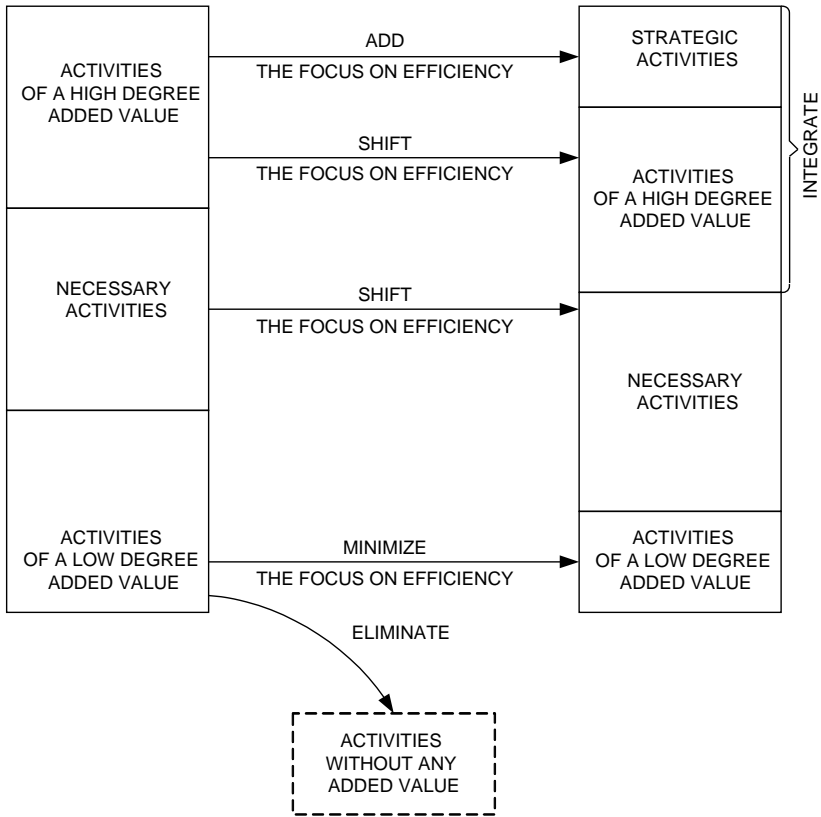 ACTIVITIES
OF A HIGH DEGREE
ADDED VALUE
NECESSARY
ACTIVITIES
ACTIVITIES
OF A LOW DEGREE
ADDED VALUE
ADD
THE FOCUS ON EFFICIENCY
SHIFT
THE FOCUS ON EFFICIENCY
SHIFT
THE FOCUS ON EFFICIENCY
MINIMIZE
THE FOCUS ON EFFICIENCY
ELIMINATE
STRATEGIC
ACTIVITIES
ACTIVITIES
OF A HIGH DEGREE
ADDED VALUE
NECESSARY
ACTIVITIES
ACTIVITIES
OF A LOW DEGREE
ADDED VALUE
INTEGRATE
ACTIVITIES
WITHOUT ANY
ADDED VALUE